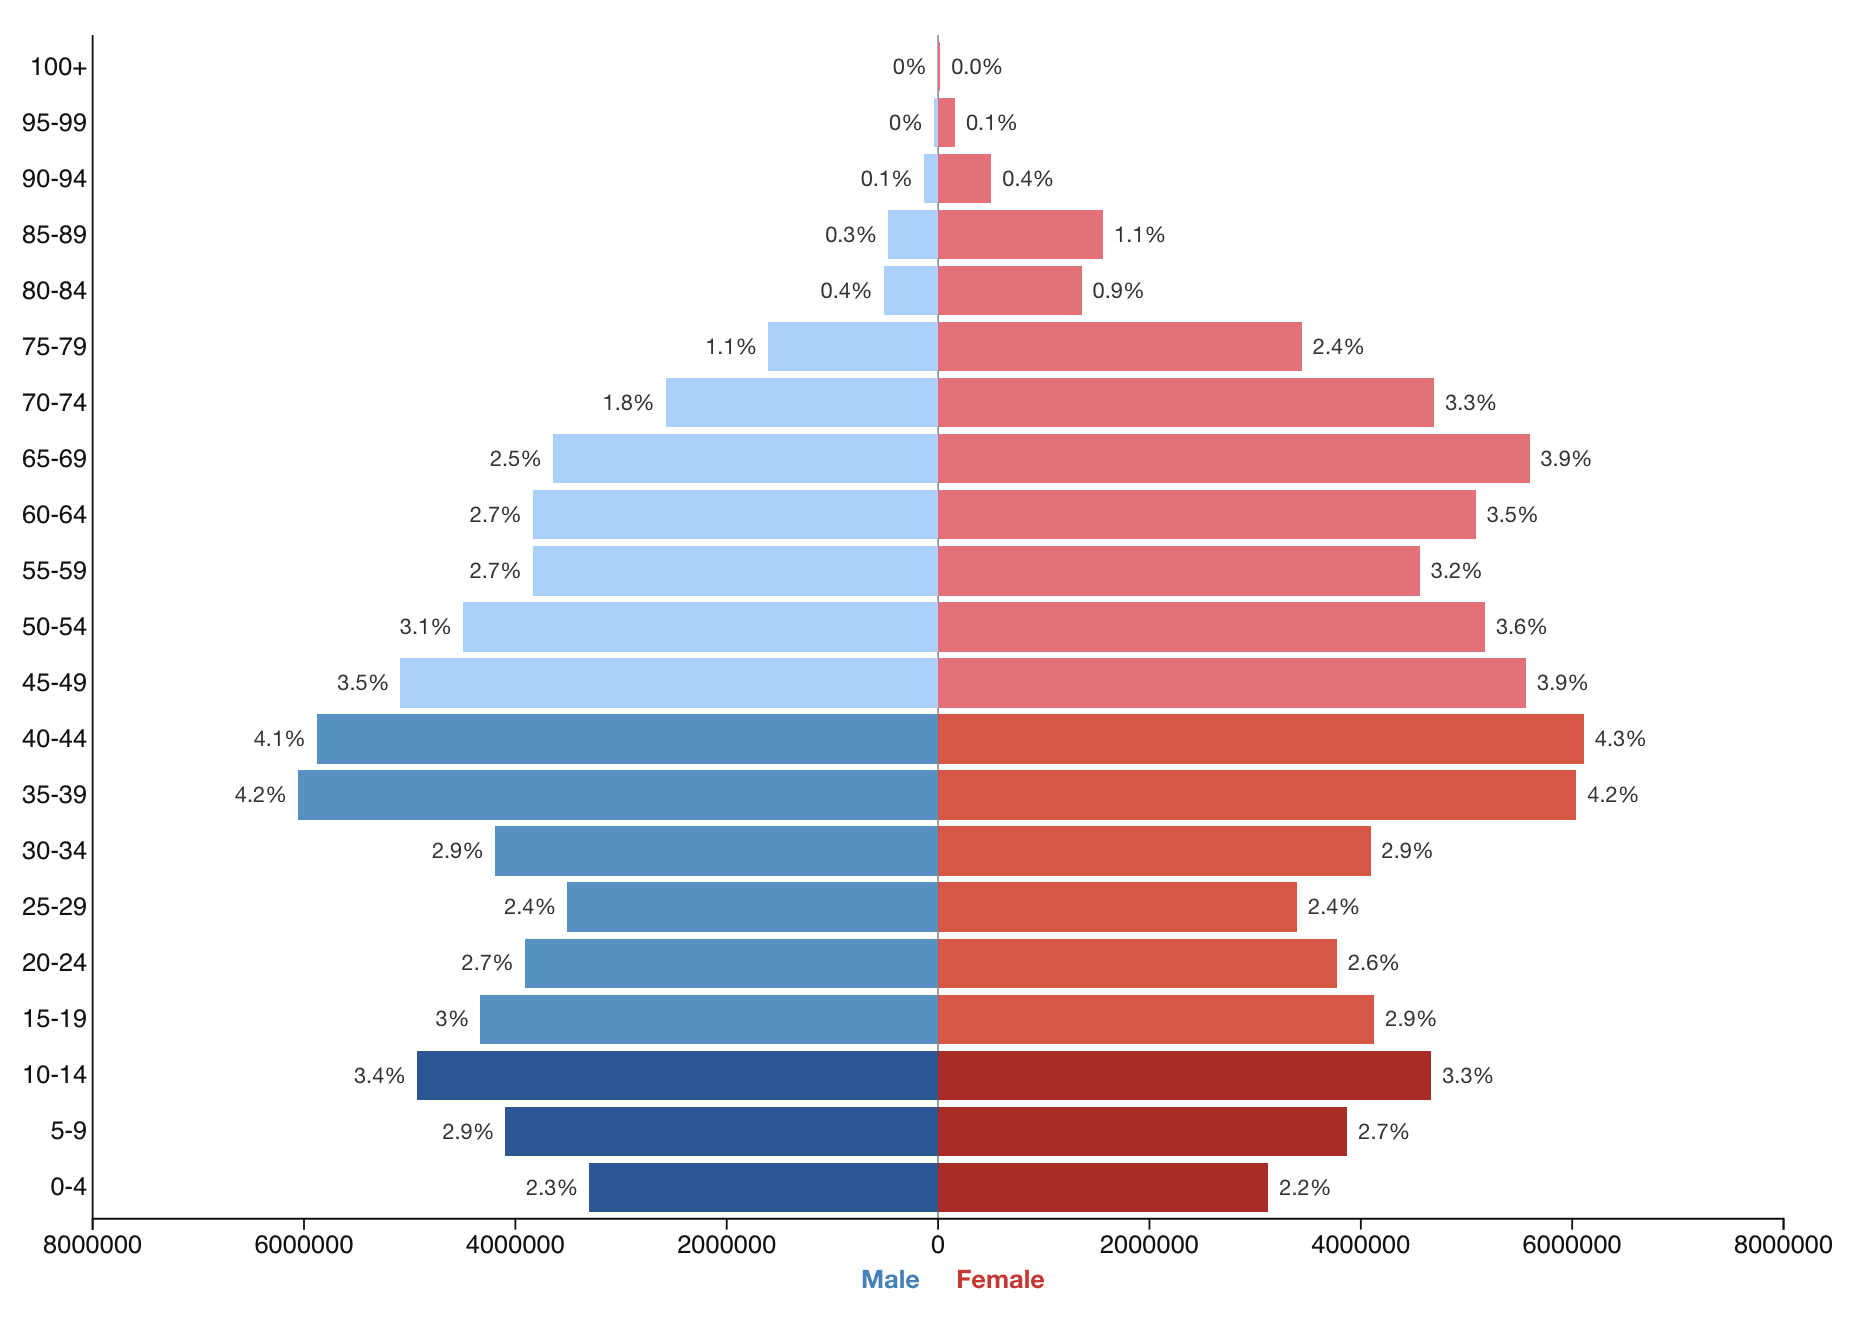 100+ 0% 0.0%
95-99 0% 0.1%
90-94 0.1% 0.4%
85-89 0.3% 1.1%
80-84 0.4% 0.9%
75-79 1.1% 2.4%
70-74 1.8% 3.3%
65-69 2.5% 3.9%
60-64 2.7% 3.5%
55-59 2.7% 3.2%
50-54 3.1% 3.6%
45-49 3.5% 3.9%
40-44 4.1% 4.3%
35-39 4.2% 4.2%
30-34 2.9% 2.9%
25-29 2.4% 2.4%
20-24 2.7% 2.6%
15-19 3% 2.9%
10-14 3.4% 3.3%
5-9 2.9% 2.7%
0-4 2.3% 2.2%
8000000 6000000 4000000 2000000 0 2000000 4000000 6000000 8000000
Male Female